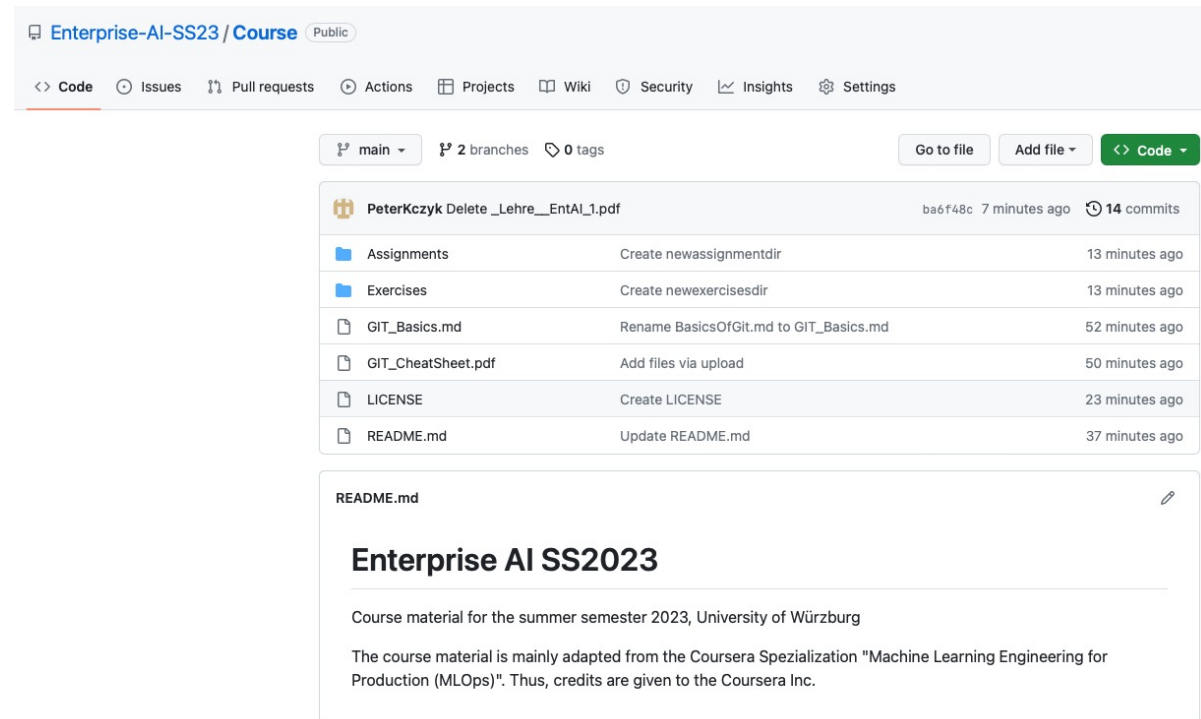 Enterprise-AI-SS23 / Course Public
Code Issues Pull requests Actions Projects Wiki Security Insights Settings
main 2 branches 0 tags Go to file Add file <> Code
PeterKczyk Delete _Lehre__EntAI_1.pdf ba6f48c 7 minutes ago 14 commits
Assignments Create newassignmentdir 13 minutes ago
Exercises Create newexercisesdir 13 minutes ago
GIT_Basics.md Rename BasicsOfGit.md to GIT_Basics.md 52 minutes ago
GIT_CheatSheet.pdf Add files via upload 50 minutes ago
LICENSE Create LICENSE 23 minutes ago
README.md Update README.md 37 minutes ago
README.md
Enterprise AI SS2023
Course material for the summer semester 2023, University of Würzburg
The course material is mainly adapted from the Coursera Spezialization "Machine Learning Engineering for
Production (MLOps)". Thus, credits are given to the Coursera Inc.